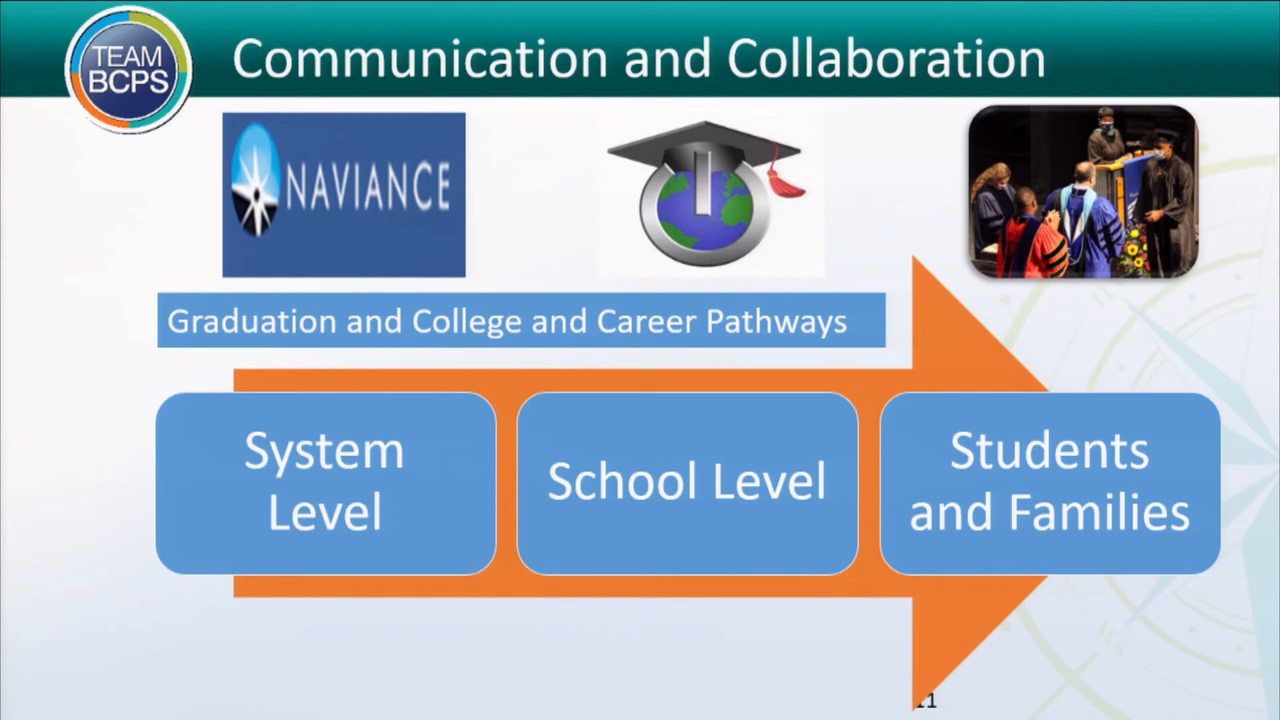 TEAM
BCPS
Communication and Collaboration
NAVIANCE
Graduation and College and Career Pathways
System
Level
School Level
Students
and Families
11